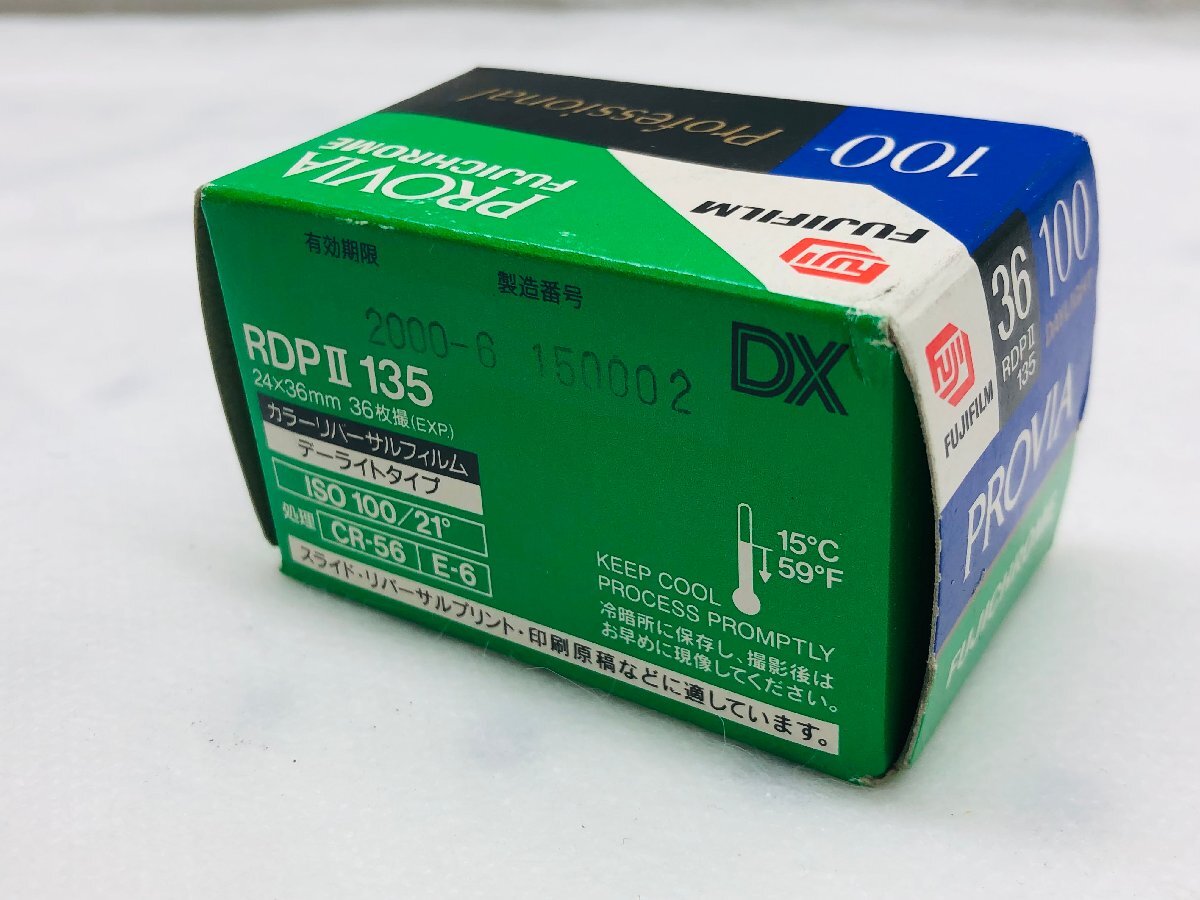 Professional
100
PROVIA
FUJICHROME
FUJIFILM
FUJI
有効期限
製造番号
2000-6 150002
DX
RDPⅡ 135
24×36mm 36枚撮(EXP.)
カラーリバーサルフィルム
デーライトタイプ
ISO 100/21°
処理 CR-56 E-6
スライド・リバーサルプリント・印刷原稿などに適しています。
15°C
59°F
KEEP COOL
PROCESS PROMPTLY
冷暗所に保存し、撮影後は
お早めに現像してください。
FUJI
FUJIFILM
36
RDPⅡ
135
100
PROVIA
FUJICHROME